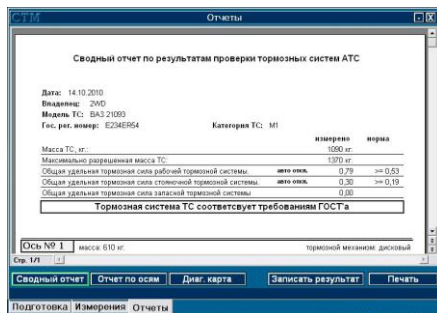 СТМ Отчеты
Сводный отчет по результатам проверки тормозных систем АТС
Дата: 14.10.2010
Владелец: 2WD
Модель ТС: ВАЗ 21093
Гос. рег. номер: Е234ЕR54 Категория ТС: М1
измерено норма
Масса ТС, кг.: 1090 кг.
Максимально разрешенная масса ТС: 1370 кг.
Общая удельная тормозная сила рабочей тормозной системы. авто откл. 0,79 >= 0,53
Общая удельная тормозная сила стояночной тормозной системы. авто откл. 0,30 >= 0,19
Общая удельная тормозная сила запасной тормозной системы 0,00
Тормозная система ТС соответсвует требованиям ГОСТ'а
Ось № 1 масса: 610 кг. тормозной механизм: дисковый
Стр. 1/1
Сводный отчет Отчет по осям Диаг. карта Записать результат Печать
Подготовка Измерения Отчеты